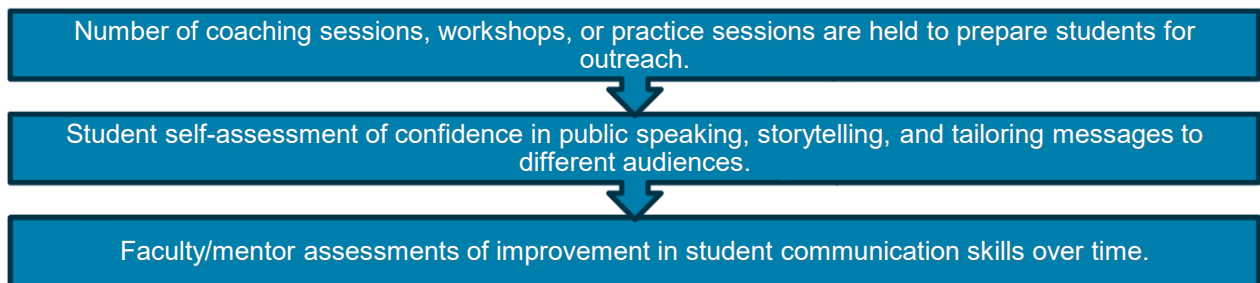 Number of coaching sessions, workshops, or practice sessions are held to prepare students for
outreach.
Student self-assessment of confidence in public speaking, storytelling, and tailoring messages to
different audiences.
Faculty/mentor assessments of improvement in student communication skills over time.